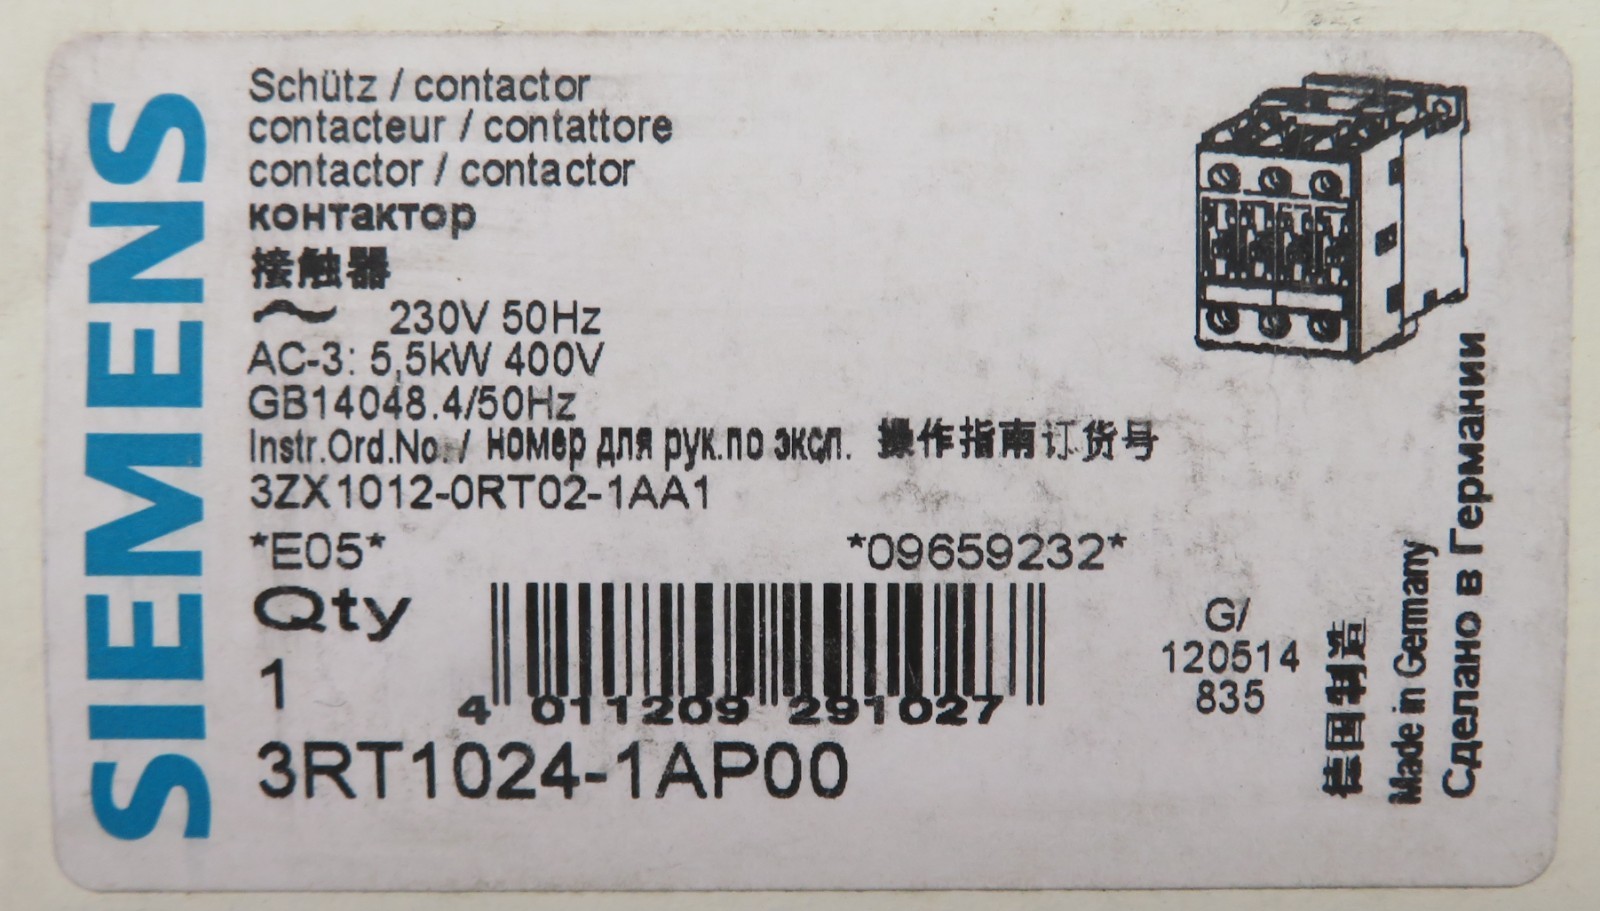 SIEMENS
Schütz / contactor
contacteur / contattore
contactor / contactor
контактор
接触器
~ 230V 50Hz
AC-3: 5,5kW 400V
GB14048.4/50Hz
Instr.Ord.No. / номер для рук.по эксп. 操作指南订货号
3ZX1012-0RT02-1AA1
*E05* *09659232*
Qty
1
4 011209 291027
3RT1024-1AP00
G/
120514
835
德国制造
Made in Germany
Сделано в Германии